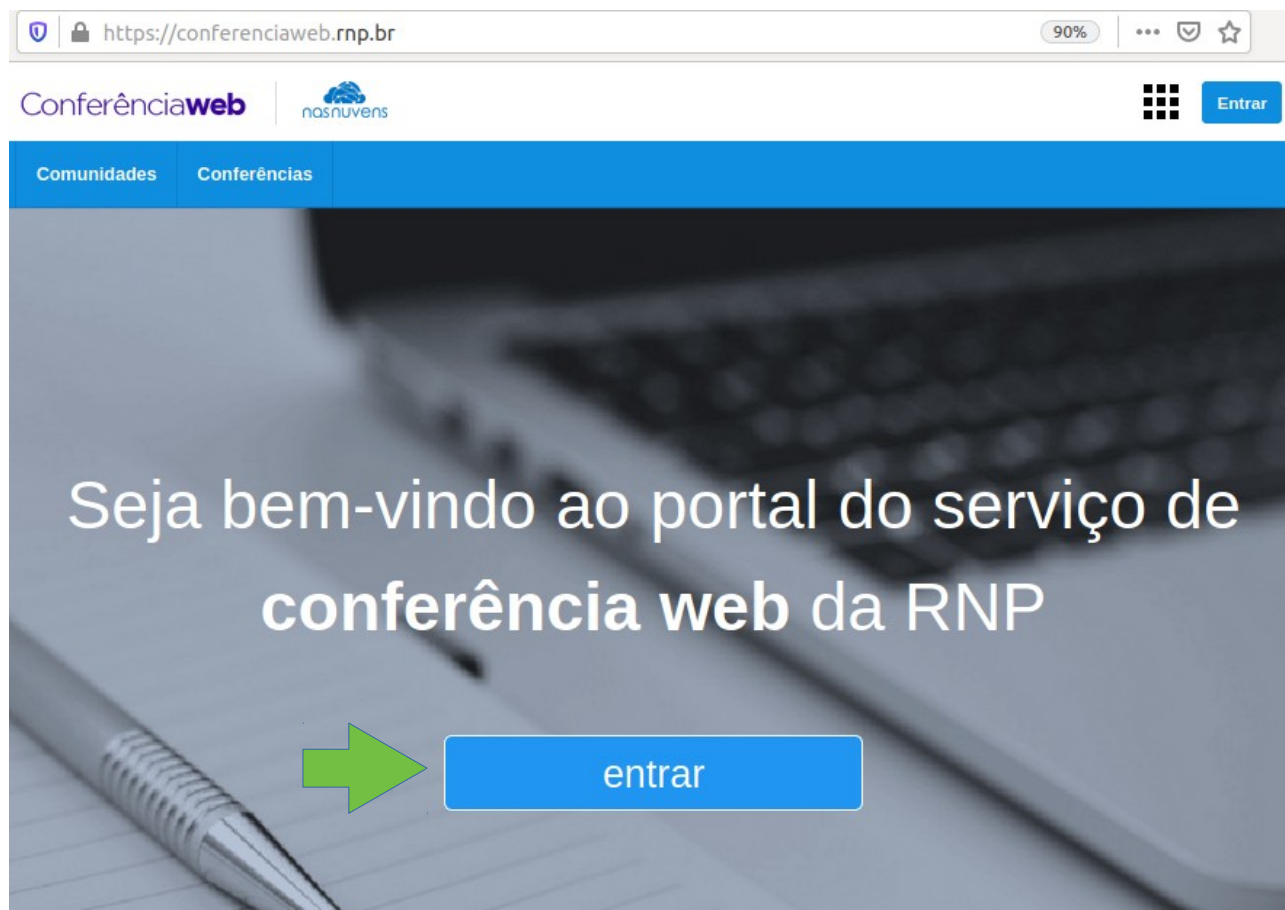 https://conferenciaweb.rnp.br 90%
Conferênciaweb nasnuvens Entrar
Comunidades Conferências
Seja bem-vindo ao portal do serviço de
conferência web da RNP
entrar